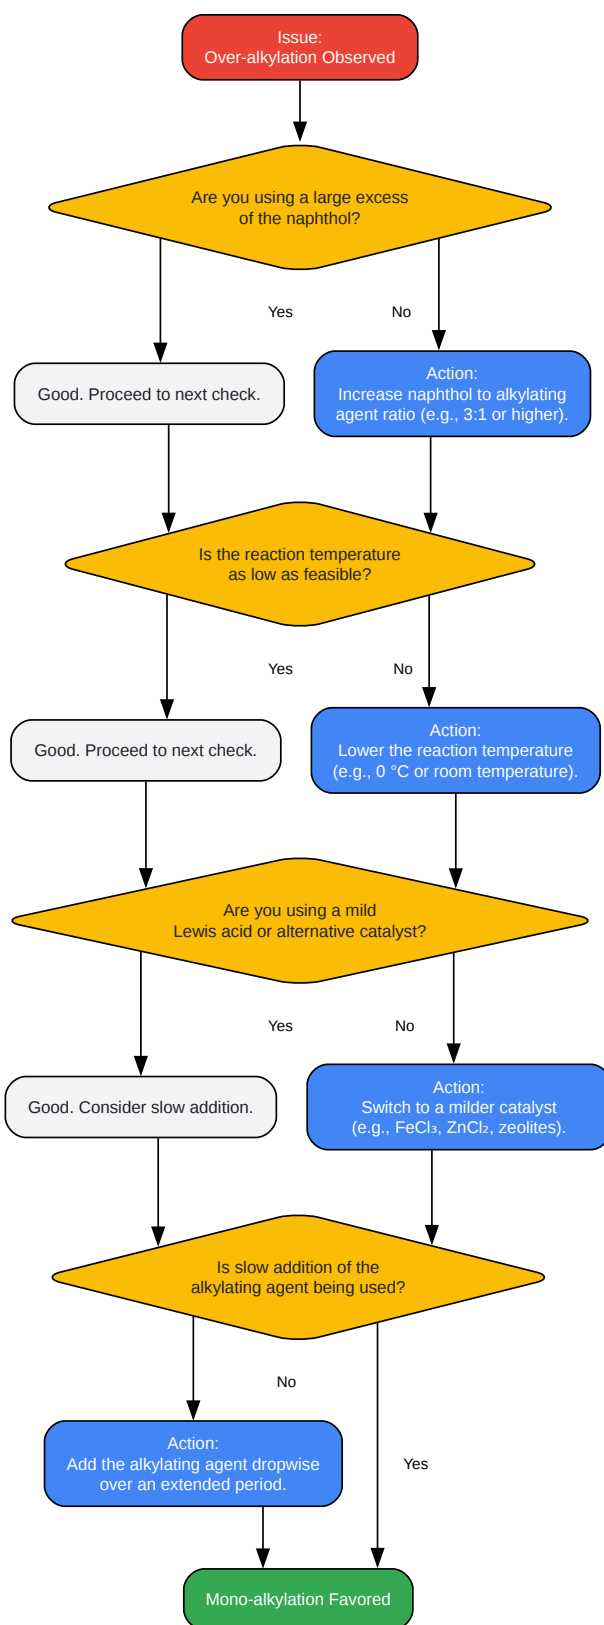 Issue:
Over-alkylation Observed
Are you using a large excess
of the naphthol?
Yes
No
Good. Proceed to next check.
Action:
Increase naphthol to alkylating
agent ratio (e.g., 3:1 or higher).
Is the reaction temperature
as low as feasible?
Yes
No
Good. Proceed to next check.
Action:
Lower the reaction temperature
(e.g., 0 °C or room temperature).
Are you using a mild
Lewis acid or alternative catalyst?
Yes
No
Good. Consider slow addition.
Action:
Switch to a milder catalyst
(e.g., FeCl₃, ZnCl₂, zeolites).
Is slow addition of the
alkylating agent being used?
No
Action:
Add the alkylating agent dropwise
over an extended period.
Yes
Mono-alkylation Favored